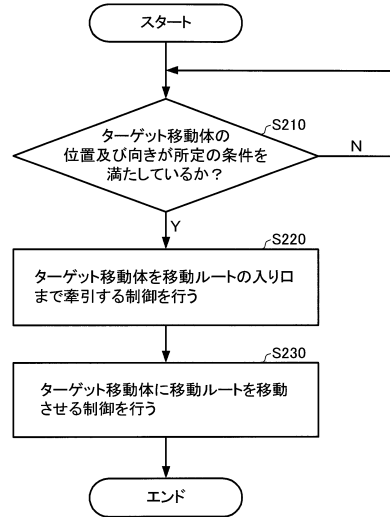 スタート
S210
ターゲット移動体の
位置及び向きが所定の条件を
満たしているか？
N
Y
S220
ターゲット移動体を移動ルートの入り口
まで牽引する制御を行う
S230
ターゲット移動体に移動ルートを移動
させる制御を行う
エンド